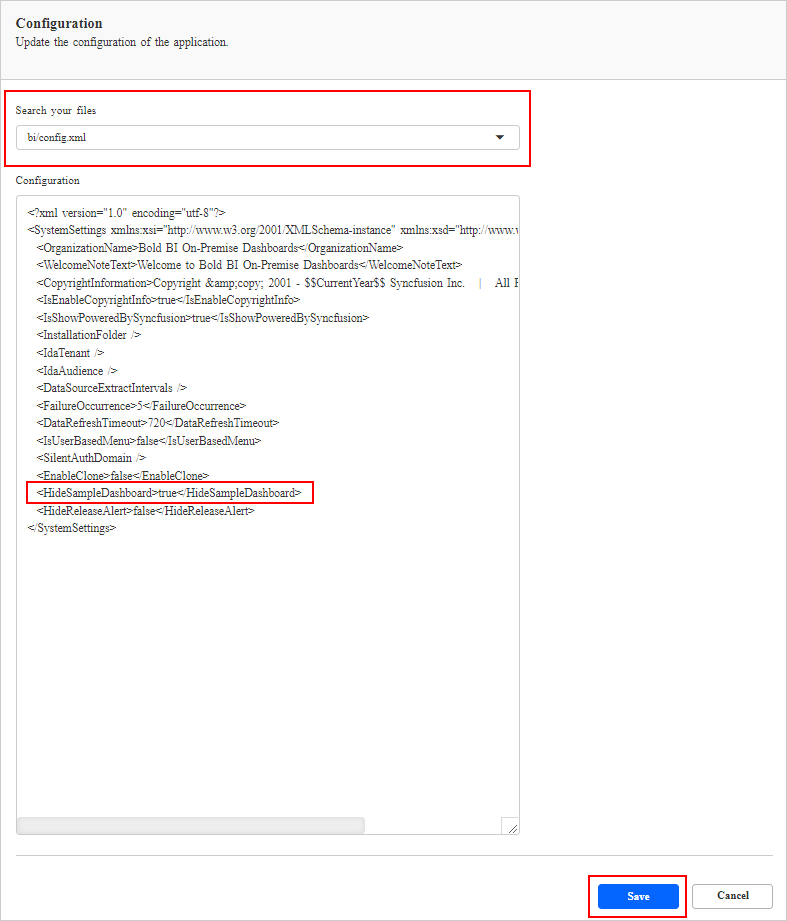 Configuration
Update the configuration of the application.
Search your files
bi/config.xml
Configuration
<?xml version="1.0" encoding="utf-8"?>
<SystemSettings xmlns:xsi="http://www.w3.org/2001/XMLSchema-instance" xmlns:xsd="http://www.
<OrganizationName>Bold BI On-Premise Dashboards</OrganizationName>
<WelcomeNoteText>Welcome to Bold BI On-Premise Dashboards</WelcomeNoteText>
<CopyrightInformation>Copyright &amp;copy; 2001 - $$CurrentYear$$ Syncfusion Inc. | All
<IsEnableCopyrightInfo>true</IsEnableCopyrightInfo>
<IsShowPoweredBySyncfusion>true</IsShowPoweredBySyncfusion>
<InstallationFolder />
<IdaTenant />
<IdaAudience />
<DataSourceExtractIntervals />
<FailureOccurrence>5</FailureOccurrence>
<DataRefreshTimeout>720</DataRefreshTimeout>
<IsUserBasedMenu>false</IsUserBasedMenu>
<SilentAuthDomain />
<EnableClone>false</EnableClone>
<HideSampleDashboard>true</HideSampleDashboard>
<HideReleaseAlert>false</HideReleaseAlert>
</SystemSettings>
Save
Cancel